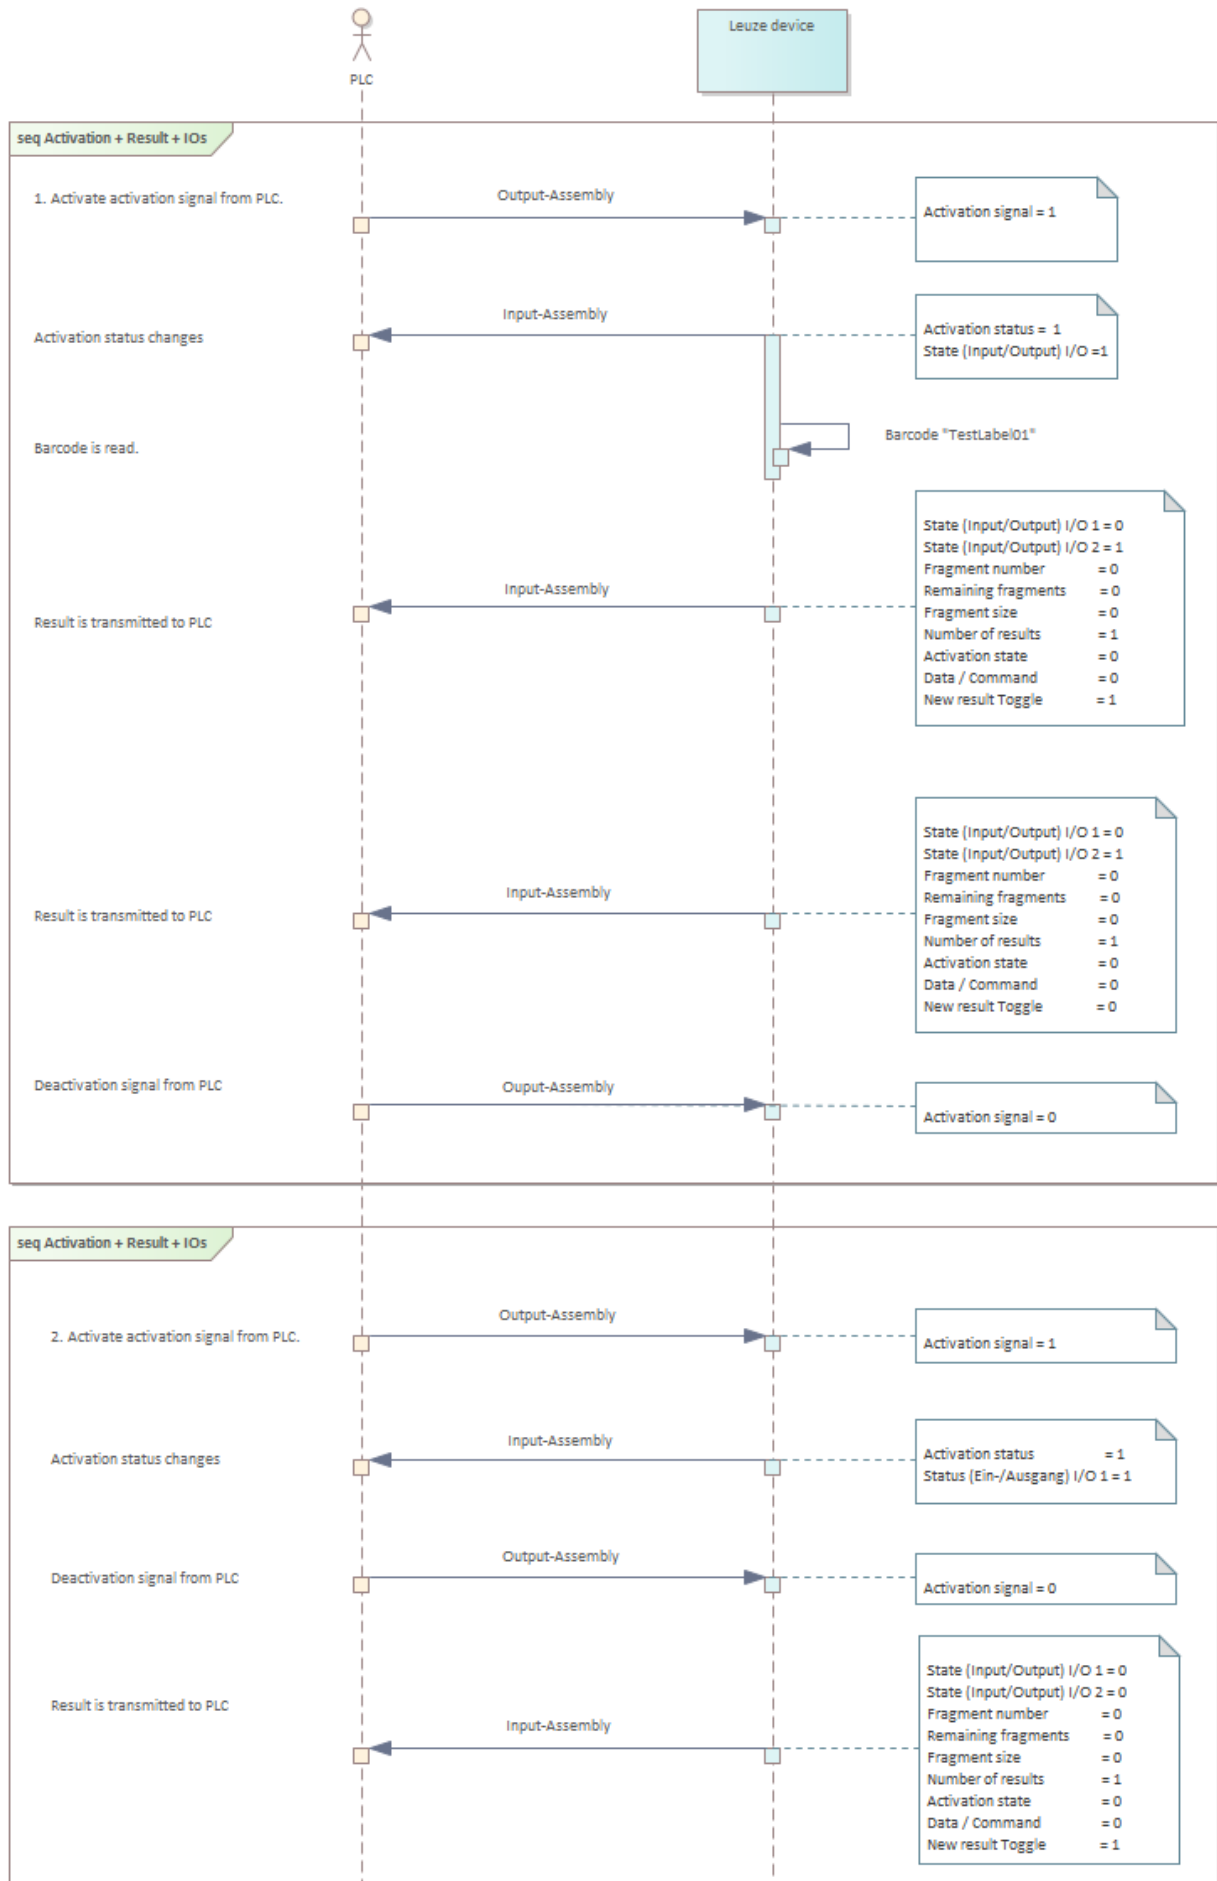 Leuze device
PLC
seq Activation + Result + IOs
1. Activate activation signal from PLC.
Output-Assembly
Activation signal = 1
Input-Assembly
Activation status changes
Activation status = 1
State (Input/Output) I/O =1
Barcode is read.
Barcode "TestLabel01"
State (Input/Output) I/O 1 = 0
State (Input/Output) I/O 2 = 1
Fragment number = 0
Remaining fragments = 0
Fragment size = 0
Number of results = 1
Activation state = 0
Data / Command = 0
New result Toggle = 1
Input-Assembly
Result is transmitted to PLC
State (Input/Output) I/O 1 = 0
State (Input/Output) I/O 2 = 1
Fragment number = 0
Remaining fragments = 0
Fragment size = 0
Number of results = 1
Activation state = 0
Data / Command = 0
New result Toggle = 0
Input-Assembly
Result is transmitted to PLC
Deactivation signal from PLC
Ouput-Assembly
Activation signal = 0
seq Activation + Result + IOs
2. Activate activation signal from PLC.
Output-Assembly
Activation signal = 1
Activation status changes
Input-Assembly
Activation status = 1
Status (Ein-/Ausgang) I/O 1 = 1
Deactivation signal from PLC
Output-Assembly
Activation signal = 0
Result is transmitted to PLC
Input-Assembly
State (Input/Output) I/O 1 = 0
State (Input/Output) I/O 2 = 0
Fragment number = 0
Remaining fragments = 0
Fragment size = 0
Number of results = 1
Activation state = 0
Data / Command = 0
New result Toggle = 1